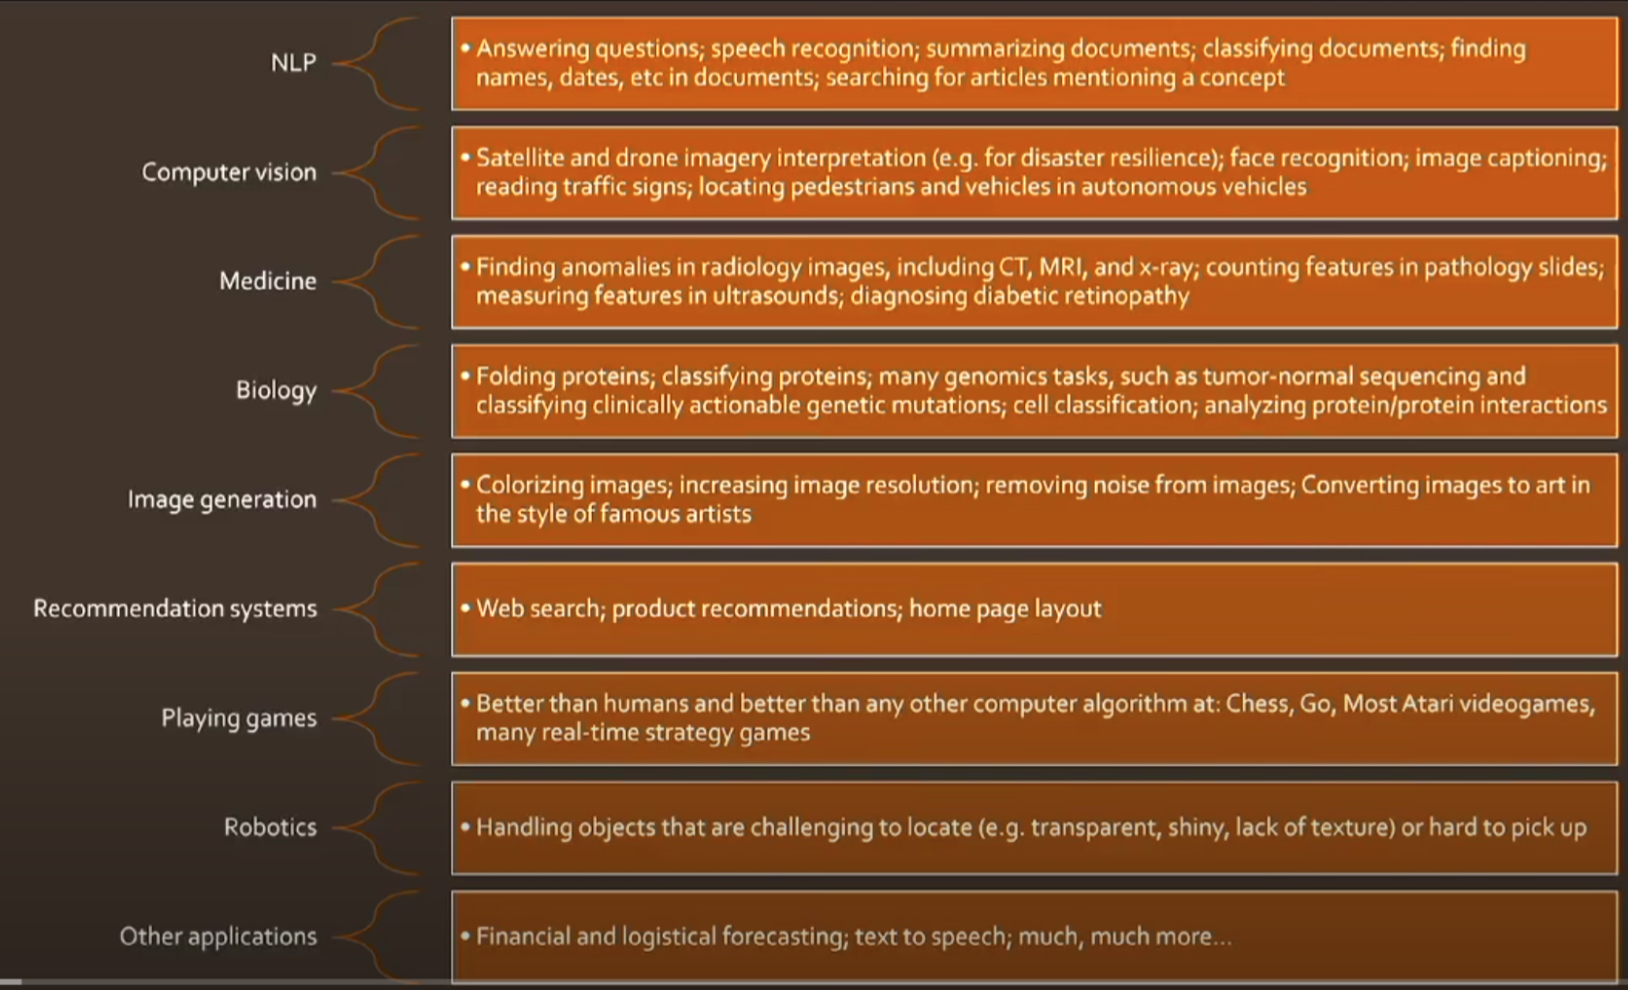 NLP
• Answering questions; speech recognition; summarizing documents; classifying documents; finding
names, dates, etc in documents; searching for articles mentioning a concept
Computer vision
• Satellite and drone imagery interpretation (e.g. for disaster resilience); face recognition; image captioning;
reading traffic signs; locating pedestrians and vehicles in autonomous vehicles
Medicine
• Finding anomalies in radiology images, including CT, MRI, and x-ray; counting features in pathology slides;
measuring features in ultrasounds; diagnosing diabetic retinopathy
Biology
• Folding proteins; classifying proteins; many genomics tasks, such as tumor-normal sequencing and
classifying clinically actionable genetic mutations; cell classification; analyzing protein/protein interactions
Image generation
• Colorizing images; increasing image resolution; removing noise from images; Converting images to art in
the style of famous artists
Recommendation systems
• Web search; product recommendations; home page layout
Playing games
• Better than humans and better than any other computer algorithm at: Chess, Go, Most Atari videogames,
many real-time strategy games
Robotics
• Handling objects that are challenging to locate (e.g. transparent, shiny, lack of texture) or hard to pick up
Other applications
• Financial and logistical forecasting; text to speech; much, much more...